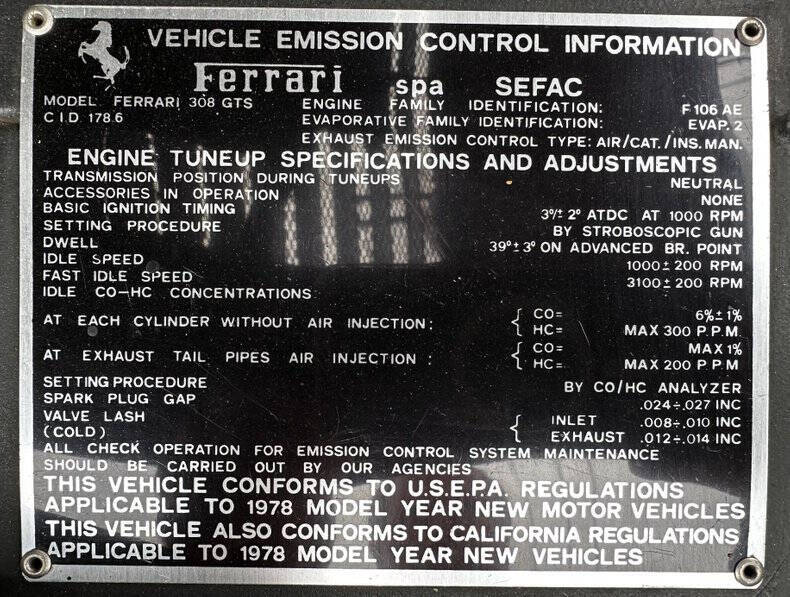 VEHICLE EMISSION CONTROL INFORMATION
Ferrari spa SEFAC
MODEL FERRARI 308 GTS ENGINE FAMILY IDENTIFICATION: F 106 AE
C I D 178.6 EVAPORATIVE FAMILY IDENTIFICATION: EVAP. 2
EXHAUST EMISSION CONTROL TYPE: AIR/CAT./INS.MAN.
ENGINE TUNEUP SPECIFICATIONS AND ADJUSTMENTS
TRANSMISSION POSITION DURING TUNEUPS NEUTRAL
ACCESSORIES IN OPERATION NONE
BASIC IGNITION TIMING 3°/± 2° ATDC AT 1000 RPM
SETTING PROCEDURE BY STROBOSCOPIC GUN
DWELL 39°± 3° ON ADVANCED BR. POINT
IDLE SPEED 1000± 200 RPM
FAST IDLE SPEED 3100± 200 RPM
IDLE CO-HC CONCENTRATIONS
AT EACH CYLINDER WITHOUT AIR INJECTION: { CO= 6%± 1%
HC= MAX 300 P.P.M.
AT EXHAUST TAIL PIPES AIR INJECTION : { CO= MAX 1%
HC= MAX 200 P.P.M.
SETTING PROCEDURE BY CO/HC ANALYZER
SPARK PLUG GAP .024÷.027 INC
VALVE LASH { INLET .008÷.010 INC
(COLD) EXHAUST .012÷.014 INC
ALL CHECK OPERATION FOR EMISSION CONTROL SYSTEM MAINTENANCE
SHOULD BE CARRIED OUT BY OUR AGENCIES
THIS VEHICLE CONFORMS TO U.S.E.P.A. REGULATIONS
APPLICABLE TO 1978 MODEL YEAR NEW MOTOR VEHICLES
THIS VEHICLE ALSO CONFORMS TO CALIFORNIA REGULATIONS
APPLICABLE TO 1978 MODEL YEAR NEW VEHICLES